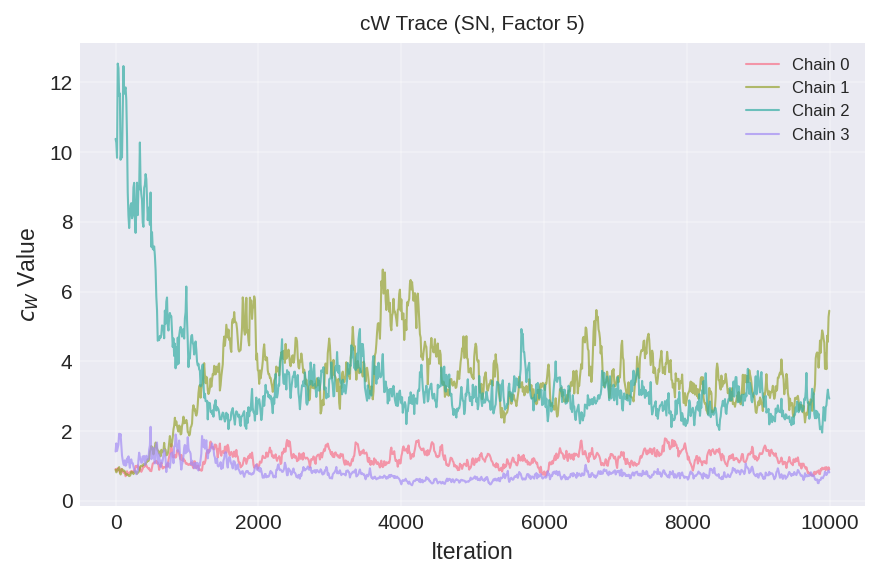 cW Trace (SN, Factor 5)
Chain 0
Chain 1
Chain 2
Chain 3
12
10
8
6
4
2
0
c_W Value
0 2000 4000 6000 8000 10000
Iteration